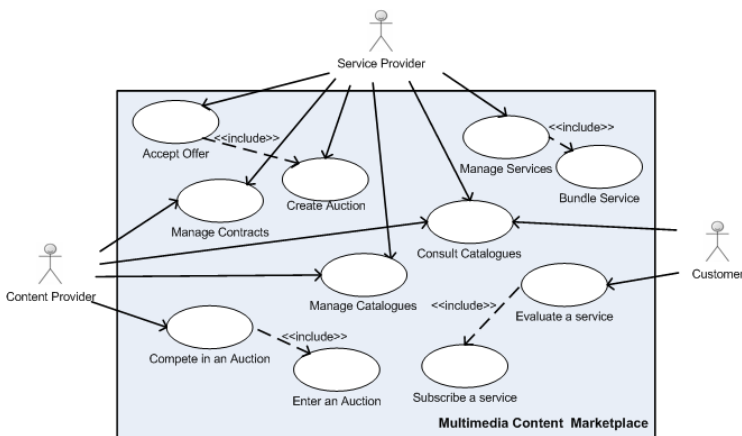 Service Provider
<<include>>
Accept Offer
<<include>>
Manage Services
Bundle Service
Create Auction
Manage Contracts
Consult Catalogues
Content Provider
Customer
Manage Catalogues
<<include>>
Evaluate a service
<<include>>
Compete in an Auction
Enter an Auction
Subscribe a service
Multimedia Content Marketplace